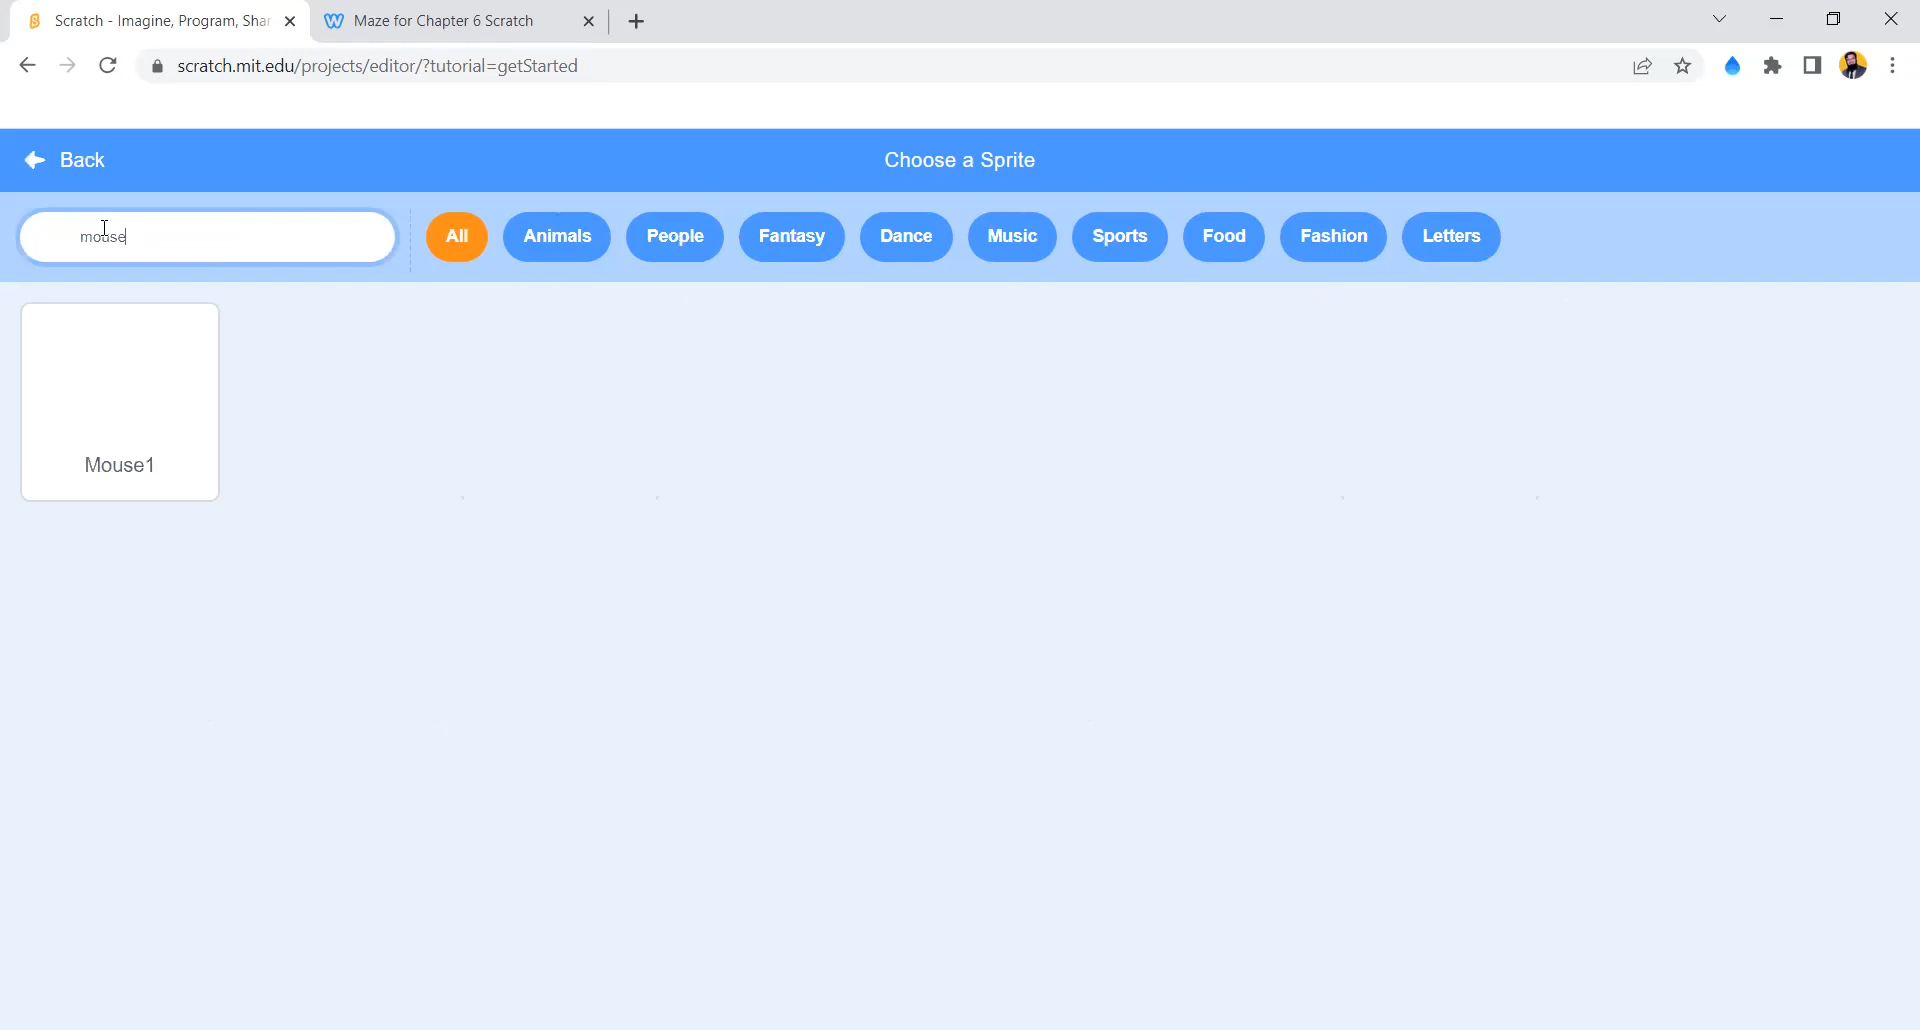 Scratch - Imagine, Program, Shar
Maze for Chapter 6 Scratch
scratch.mit.edu/projects/editor/?tutorial=getStarted
Back
Choose a Sprite
mouse
All
Animals
People
Fantasy
Dance
Music
Sports
Food
Fashion
Letters
Mouse1